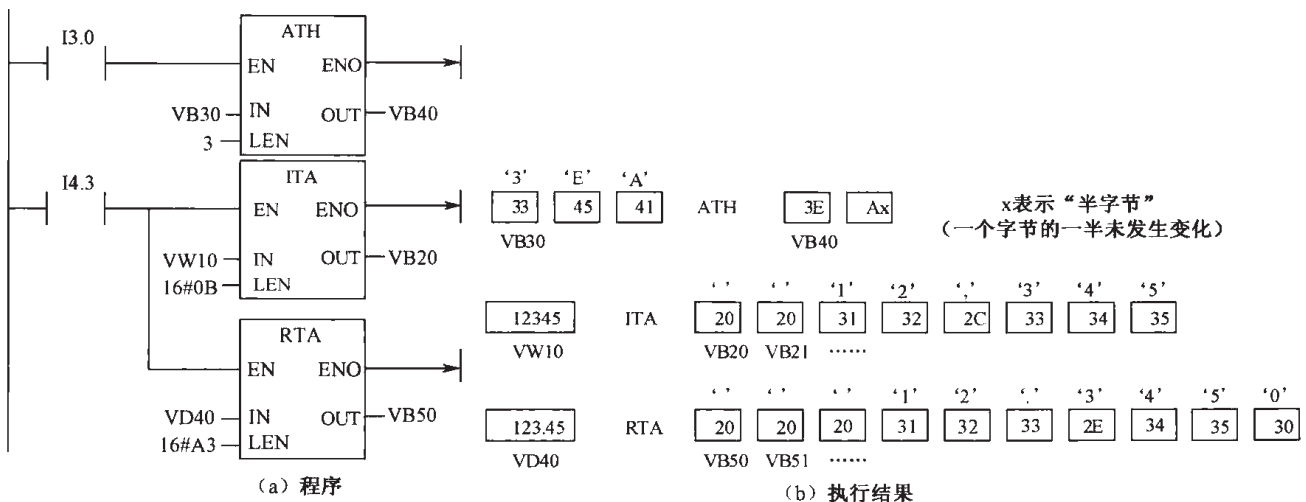 I3.0
ATH
EN ENO
VB30 IN OUT VB40
3 LEN
I4.3
ITA
EN ENO
VW10 IN OUT VB20
16#0B LEN
RTA
EN ENO
VD40 IN OUT VB50
16#A3 LEN
(a) 程序
‘3’ ‘E’ ‘A’
33 45 41 ATH 3E Ax
VB30 VB40
x表示“半字节”
(一个字节的一半未发生变化)
‘ ’ ‘ ’ ‘1’ ‘2’ ‘,’ ‘3’ ‘4’ ‘5’
12345 ITA 20 20 31 32 2C 33 34 35
VW10 VB20 VB21 ……
‘ ’ ‘ ’ ‘ ’ ‘1’ ‘2’ ‘.’ ‘3’ ‘4’ ‘5’ ‘0’
123.45 RTA 20 20 20 31 32 33 2E 34 35 30
VD40 VB50 VB51 ……
(b) 执行结果